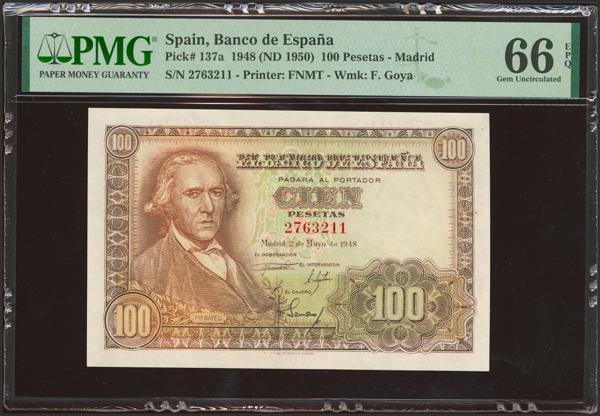 PMG
PAPER MONEY GUARANTY
Spain, Banco de España
Pick# 137a 1948 (ND 1950) 100 Pesetas - Madrid
S/N 2763211 - Printer: FNMT - Wmk: F. Goya
66 EPQ
Gem Uncirculated
100
100
EL BANCO DE ESPAÑA
PAGARA AL PORTADOR
CIEN
PESETAS
2763211
Madrid 2 de Mayo de 1948
EL GOBERNADOR
EL INTERVENTOR
EL CAJERO
BAYEU
100
100